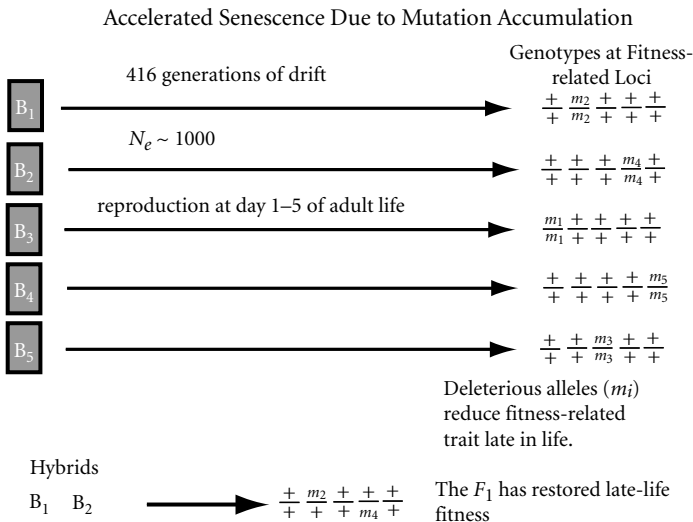 Accelerated Senescence Due to Mutation Accumulation
Genotypes at Fitness-
related Loci
416 generations of drift
B₁
+ m₂ + + +
+ m₂ + + +
Nₑ ~ 1000
B₂
+ + + m₄ +
+ + + m₄ +
reproduction at day 1–5 of adult life
B₃
m₁ + + + +
m₁ + + + +
B₄
+ + + + m₅
+ + + + m₅
B₅
+ + m₃ + +
+ + m₃ + +
Deleterious alleles (mᵢ)
reduce fitness-related
trait late in life.
Hybrids
B₁ B₂
+ m₂ + + +
+ + + m₄ +
The F₁ has restored late-life
fitness